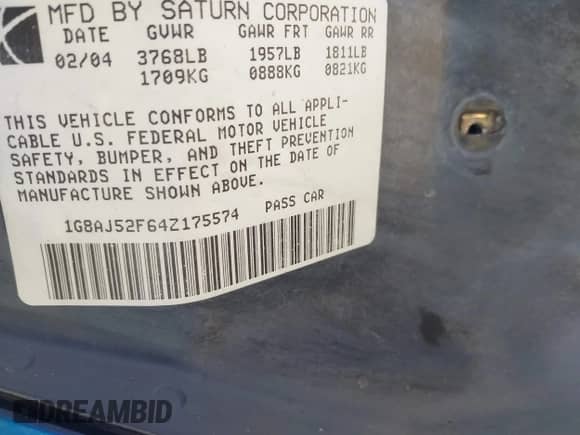 MFD BY SATURN CORPORATION
DATE GVWR GAWR FRT GAWR RR
02/04 3768LB 1957LB 1811LB
1709KG 0888KG 0821KG
THIS VEHICLE CONFORMS TO ALL APPLI-
CABLE U.S. FEDERAL MOTOR VEHICLE
SAFETY, BUMPER, AND THEFT PREVENTION
STANDARDS IN EFFECT ON THE DATE OF
MANUFACTURE SHOWN ABOVE.
1G8AJ52F64Z175574 PASS CAR
DREAMBID